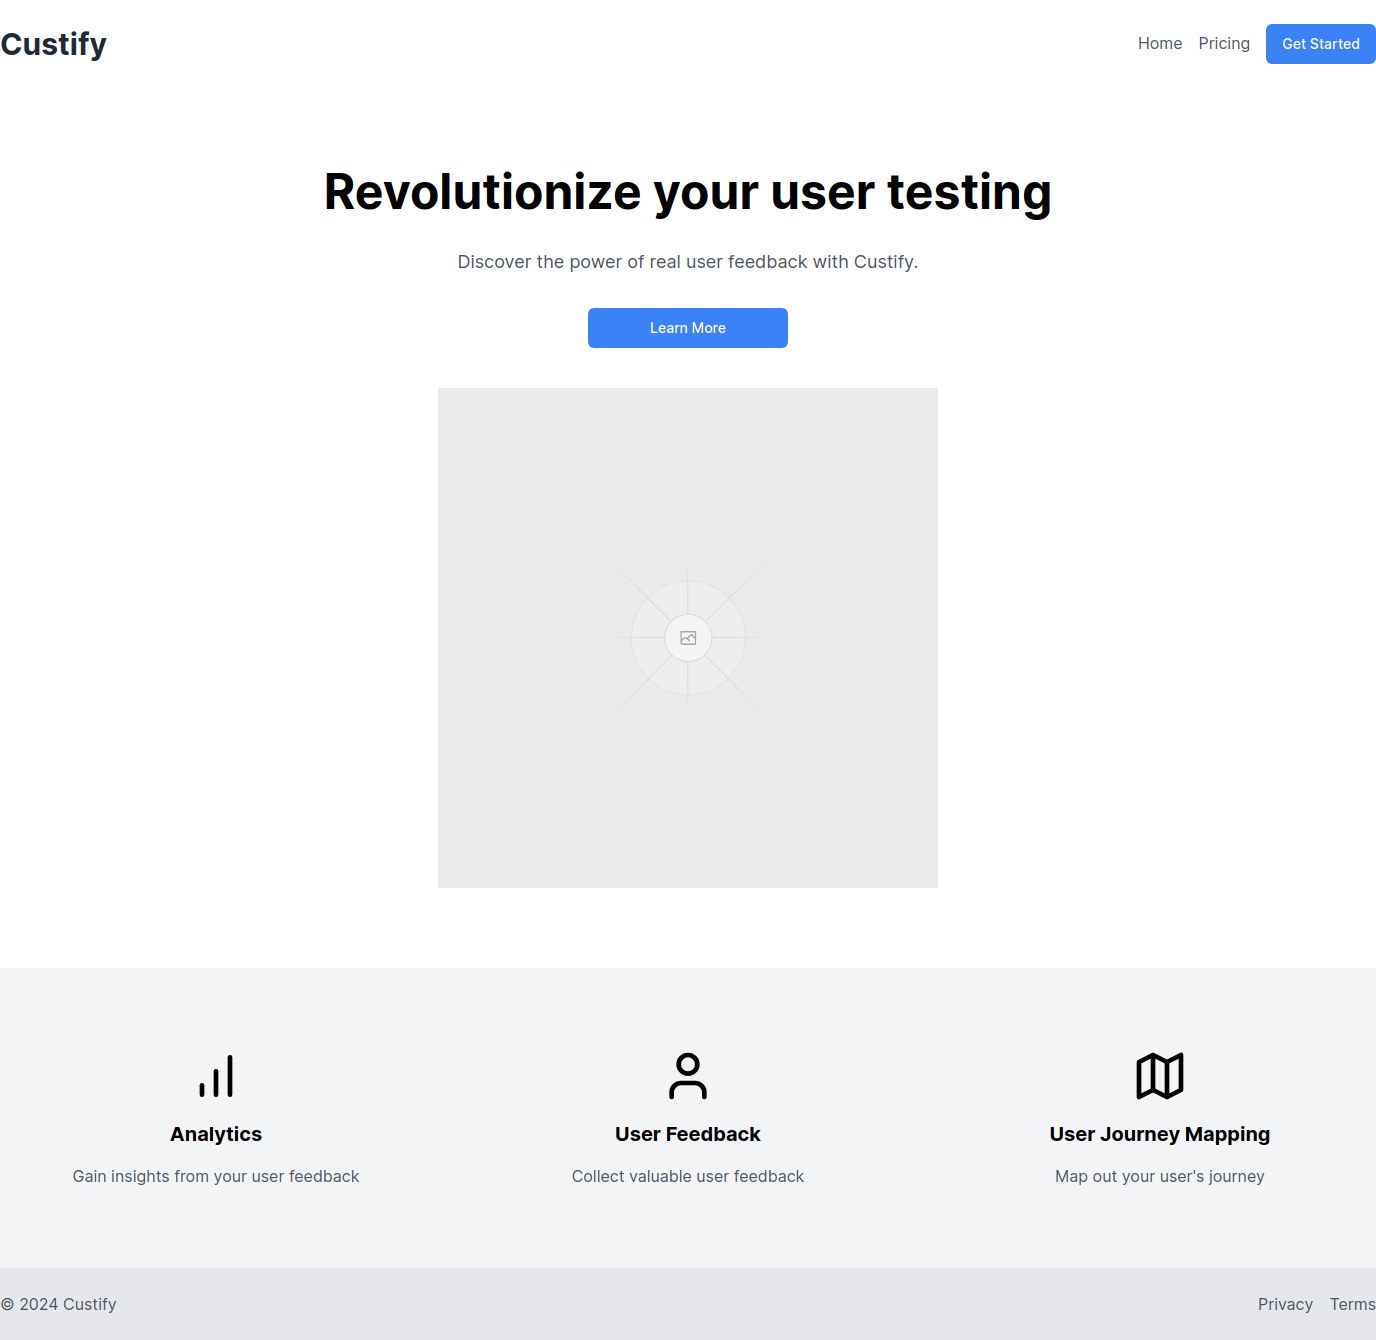 Custify
Home Pricing Get Started
Revolutionize your user testing
Discover the power of real user feedback with Custify.
Learn More
Analytics
Gain insights from your user feedback
User Feedback
Collect valuable user feedback
User Journey Mapping
Map out your user's journey
© 2024 Custify
Privacy Terms